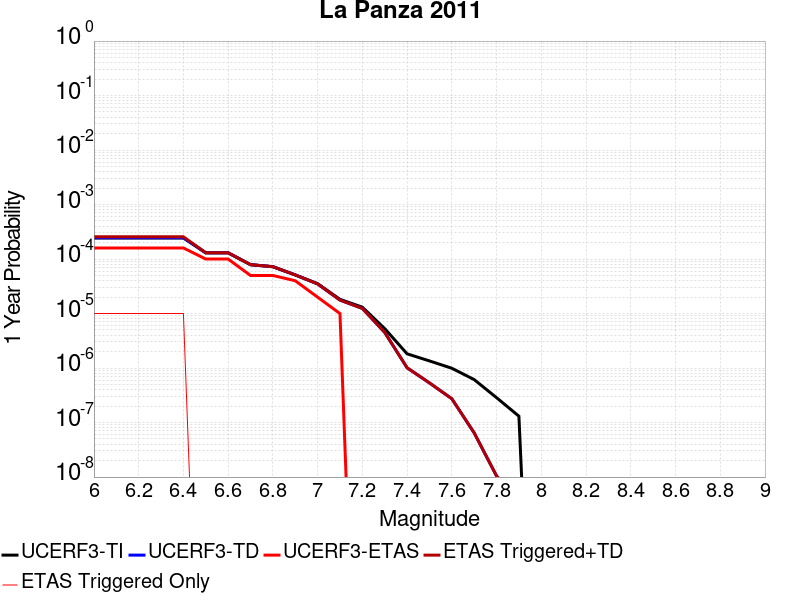 La Panza 2011
10^0
10^-1
10^-2
10^-3
10^-4
10^-5
10^-6
10^-7
10^-8
1 Year Probability
6 6.2 6.4 6.6 6.8 7 7.2 7.4 7.6 7.8 8 8.2 8.4 8.6 8.8 9
Magnitude
UCERF3-TI UCERF3-TD UCERF3-ETAS ETAS Triggered+TD
ETAS Triggered Only